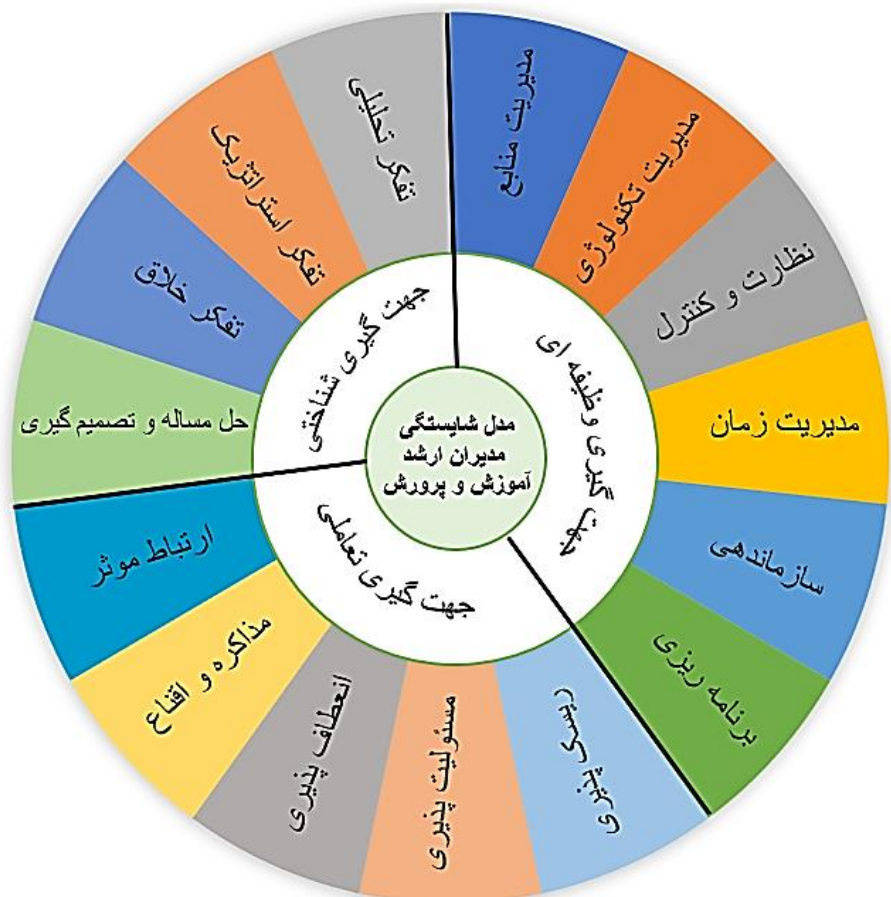 مدل شایستگی
مدیران ارشد
آموزش و پرورش
جهت گیری وظیفه ای
مدیریت منابع
مدیریت تکنولوژی
نظارت و کنترل
مدیریت زمان
سازماندهی
برنامه ریزی
جهت گیری تعاملی
ریسک پذیری
مسئولیت پذیری
انعطاف پذیری
مذاکره و اقناع
ارتباط موثر
جهت گیری شناختی
حل مساله و تصمیم گیری
تفکر خلاق
تفکر استراتژیک
تفکر تحلیلی